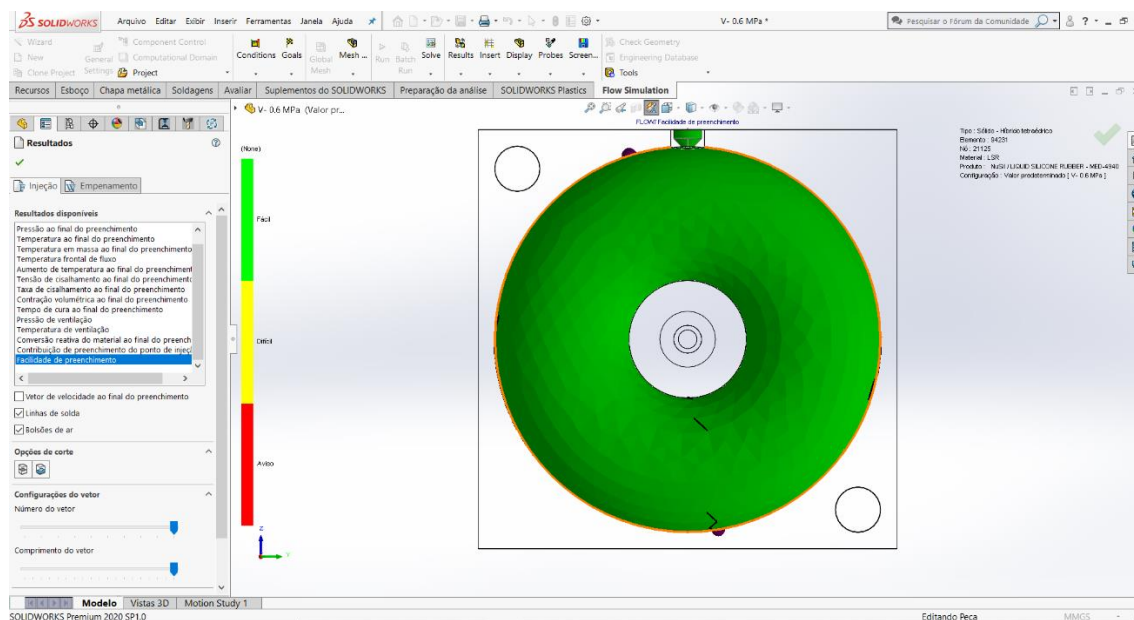 SOLIDWORKS
Arquivo Editar Exibir Inserir Ferramentas Janela Ajuda
V- 0.6 MPa *
Pesquisar o Fórum da Comunidade
Wizard
New
Clone Project
General Settings
Component Control
Computational Domain
Project
Conditions
Goals
Global Mesh
Mesh ...
Run
Batch Run
Solve
Results
Insert
Display
Probes
Screen...
Check Geometry
Engineering Database
Tools
Recursos Esboço Chapa metálica Soldagens Avaliar Suplementos do SOLIDWORKS Preparação da análise SOLIDWORKS Plastics Flow Simulation
V- 0.6 MPa (Valor pr...
FLOW/Facilidade de preenchimento
Resultados
Injeção Empenamento
Resultados disponíveis
Pressão ao final do preenchimento
Temperatura ao final do preenchimento
Temperatura em massa ao final do preenchimento
Temperatura frontal de fluxo
Aumento de temperatura ao final do preenchiment
Tensão de cisalhamento ao final do preenchimento
Taxa de cisalhamento ao final do preenchimento
Contração volumétrica ao final do preenchimento
Tempo de cura ao final do preenchimento
Pressão de ventilação
Temperatura de ventilação
Conversão reativa do material ao final do preench
Contribuição de preenchimento do ponto de injeç
Facilidade de preenchimento
Vetor de velocidade ao final do preenchimento
Linhas de solda
Bolsões de ar
Opções de corte
Configurações do vetor
Número do vetor
Comprimento do vetor
(None)
Fácil
Difícil
Aviso
Z
Tipo : Sólido - Híbrido tetraédrico
Elemento : 94231
Nó : 21125
Material : LSR
Produto : NuSil / LIQUID SILICONE RUBBER - MED-4940
Configuração : Valor predeterminado [ V- 0.6 MPa ]
Modelo Vistas 3D Motion Study 1
SOLIDWORKS Premium 2020 SP1.0
Editando Peça
MMGS